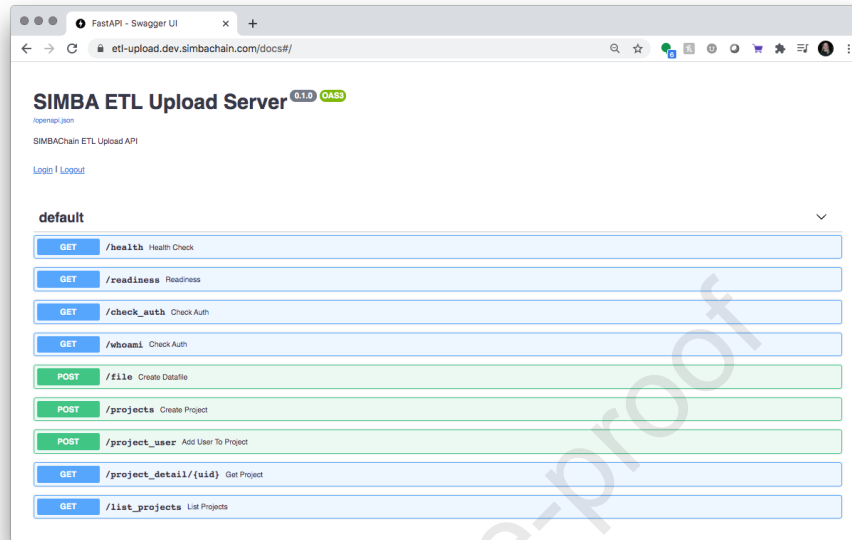 FastAPI - Swagger UI
etl-upload.dev.simbachain.com/docs#/
SIMBA ETL Upload Server 0.1.0 OAS3
/openapi.json
SIMBAChain ETL Upload API
Login | Logout
default
GET /health Health Check
GET /readiness Readiness
GET /check_auth Check Auth
GET /whoami Check Auth
POST /file Create Datafile
POST /projects Create Project
POST /project_user Add User To Project
GET /project_detail/{uid} Get Project
GET /list_projects List Projects
e-proof